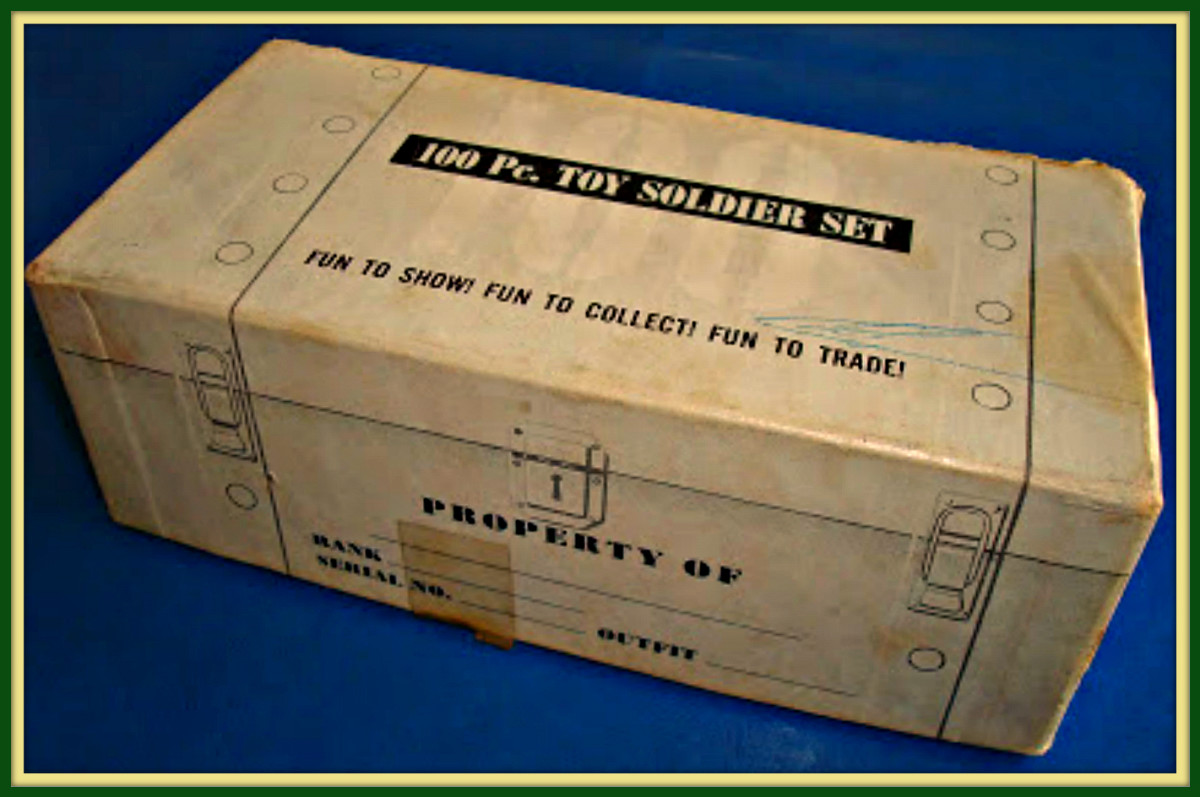 100 Pc. TOY SOLDIER SET
FUN TO SHOW! FUN TO COLLECT! FUN TO TRADE!
PROPERTY OF
RANK
SERIAL NO.
OUTFIT